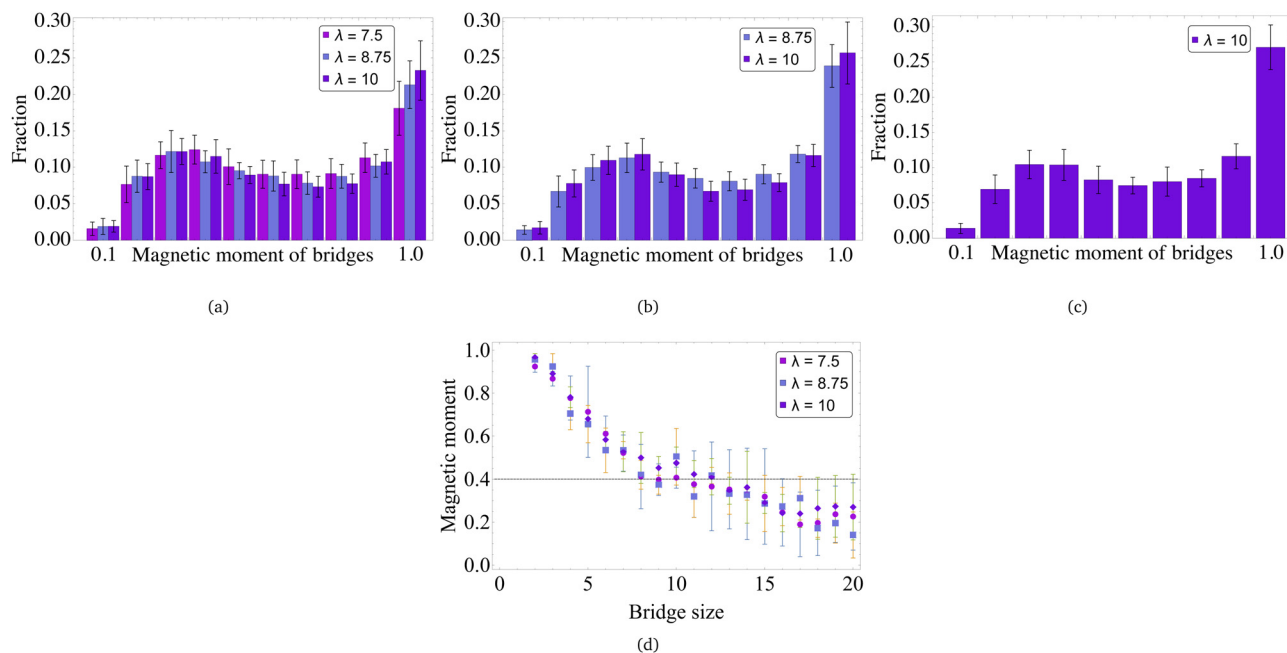 0.30
0.25
0.20
0.15
0.10
0.05
0.00
Fraction
λ = 7.5
λ = 8.75
λ = 10
0.1 Magnetic moment of bridges 1.0
(a)
0.30
0.25
0.20
0.15
0.10
0.05
0.00
Fraction
λ = 8.75
λ = 10
0.1 Magnetic moment of bridges 1.0
(b)
0.30
0.25
0.20
0.15
0.10
0.05
0.00
Fraction
λ = 10
0.1 Magnetic moment of bridges 1.0
(c)
1.0
0.8
0.6
0.4
0.2
0.0
Magnetic moment
λ = 7.5
λ = 8.75
λ = 10
0 5 10 15 20
Bridge size
(d)